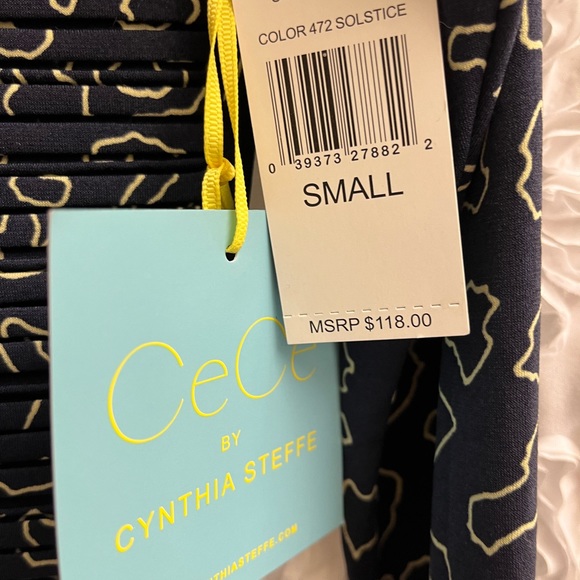 COLOR 472 SOLSTICE
0 39373 27882 2
SMALL
MSRP $118.00
CeCe
BY
CYNTHIA STEFFE